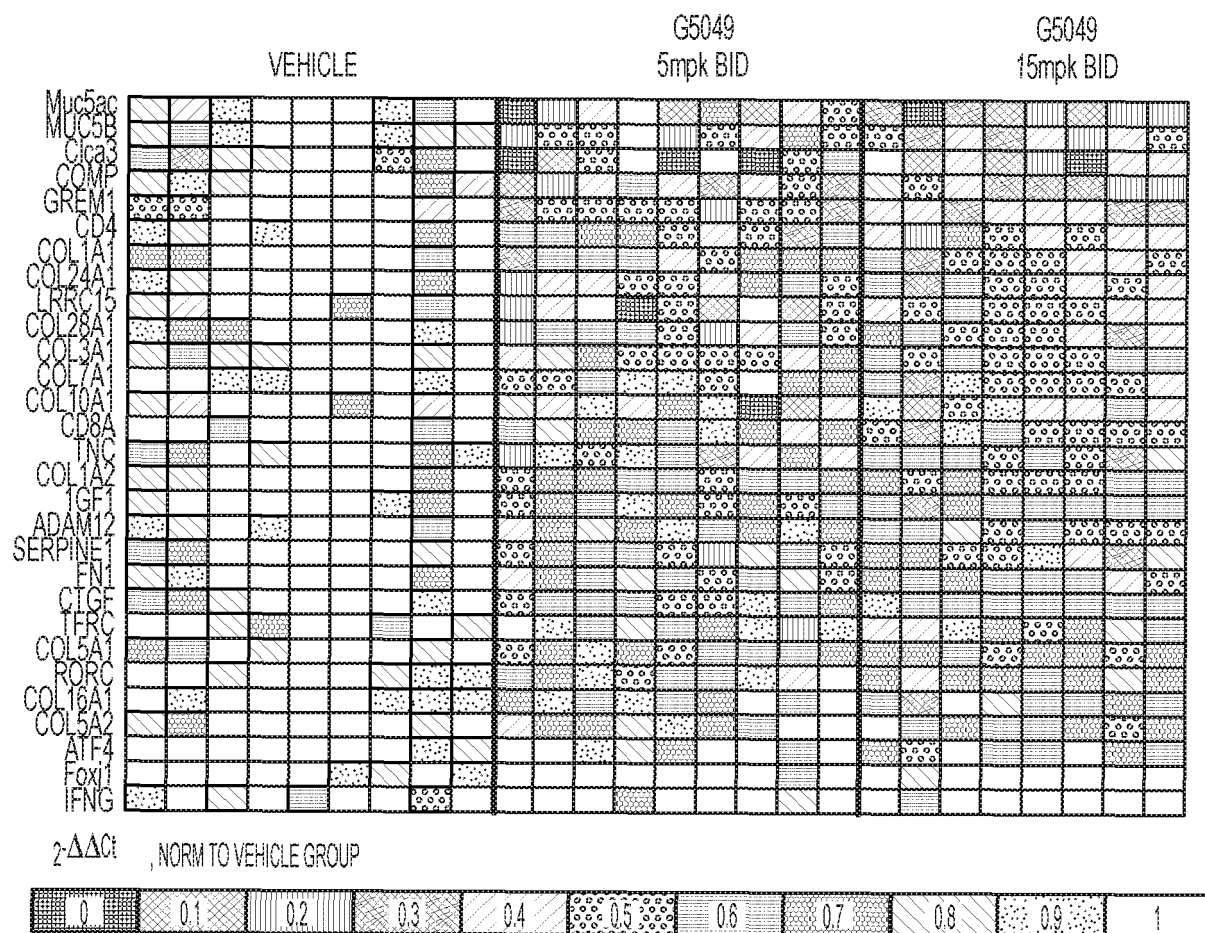 VEHICLE
G5049
5mpk BID
G5049
15mpk BID
Muc5ac
MUC5B
Clca3
COMP
GREM1
CD4
COL1A1
COL24A1
LRRC15
COL28A1
COL3A1
COL7A1
COL10A1
CD8A
TNC
COL1A2
1GF1
ADAM12
SERPINE1
FN1
CTGF
TFRC
COL5A1
RORC
COL16A1
COL5A2
ATF4
Foxj1
IFNG
2-ΔΔCt , NORM TO VEHICLE GROUP
0 0.1 0.2 0.3 0.4 0.5 0.6 0.7 0.8 0.9 1